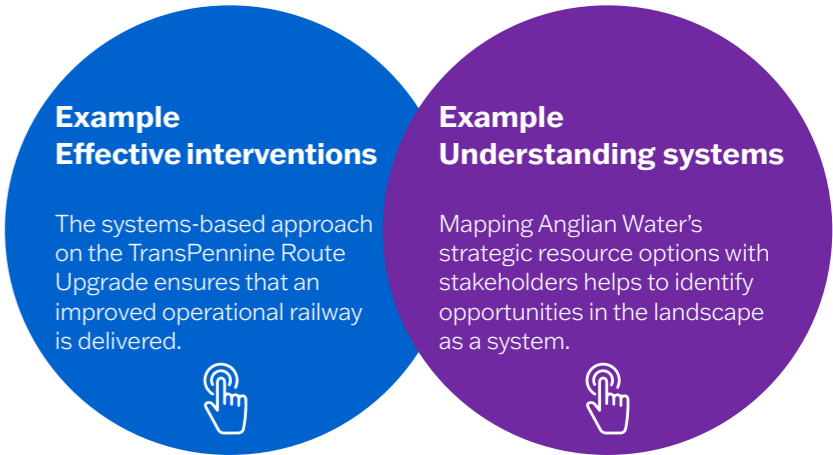 Example
Effective interventions
The systems-based approach
on the TransPennine Route
Upgrade ensures that an
improved operational railway
is delivered.
Example
Understanding systems
Mapping Anglian Water’s
strategic resource options with
stakeholders helps to identify
opportunities in the landscape
as a system.